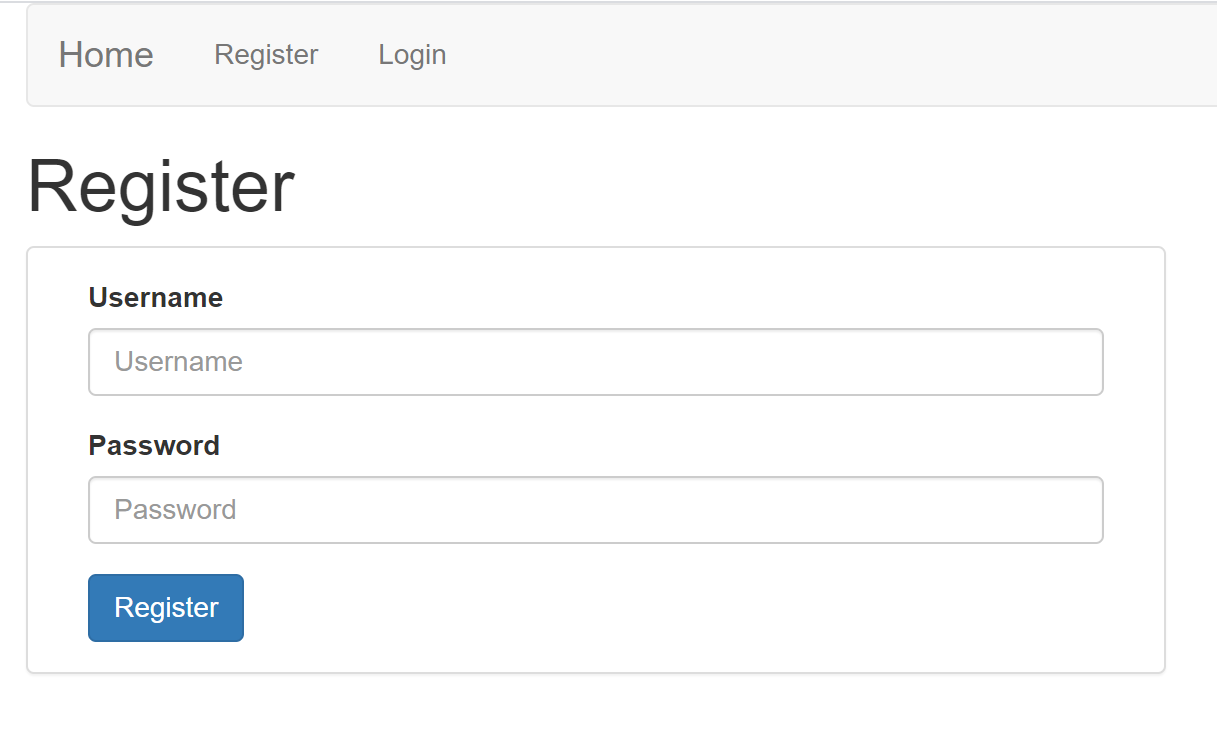 Home Register Login
Register
Username
Username
Password
Password
Register